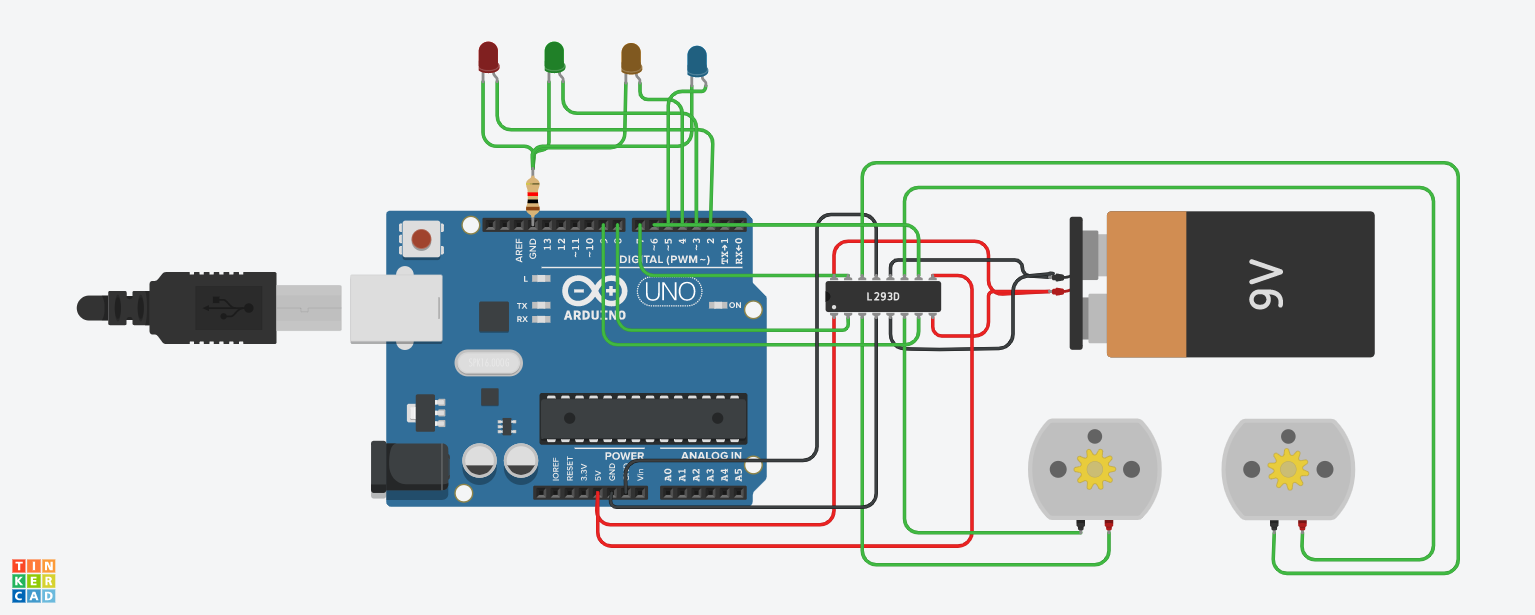 AREF
GND
13
12
~11
~10
9
8
7
~6
~5
4
~3
2
TX→1
RX←0
DIGITAL (PWM~)
L
TX
RX
UNO
ON
ARDUINO
L293D
9V
POWER
ANALOG IN
IOREF
RESET
3.3V
5V
GND
GND
Vin
A0
A1
A2
A3
A4
A5
TIN
KER
CAD